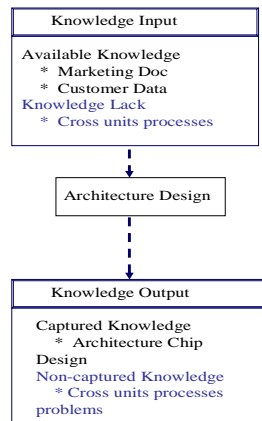 Knowledge Input
Available Knowledge
* Marketing Doc
* Customer Data
Knowledge Lack
* Cross units processes
Architecture Design
Knowledge Output
Captured Knowledge
* Architecture Chip
Design
Non-captured Knowledge
* Cross units processes
problems